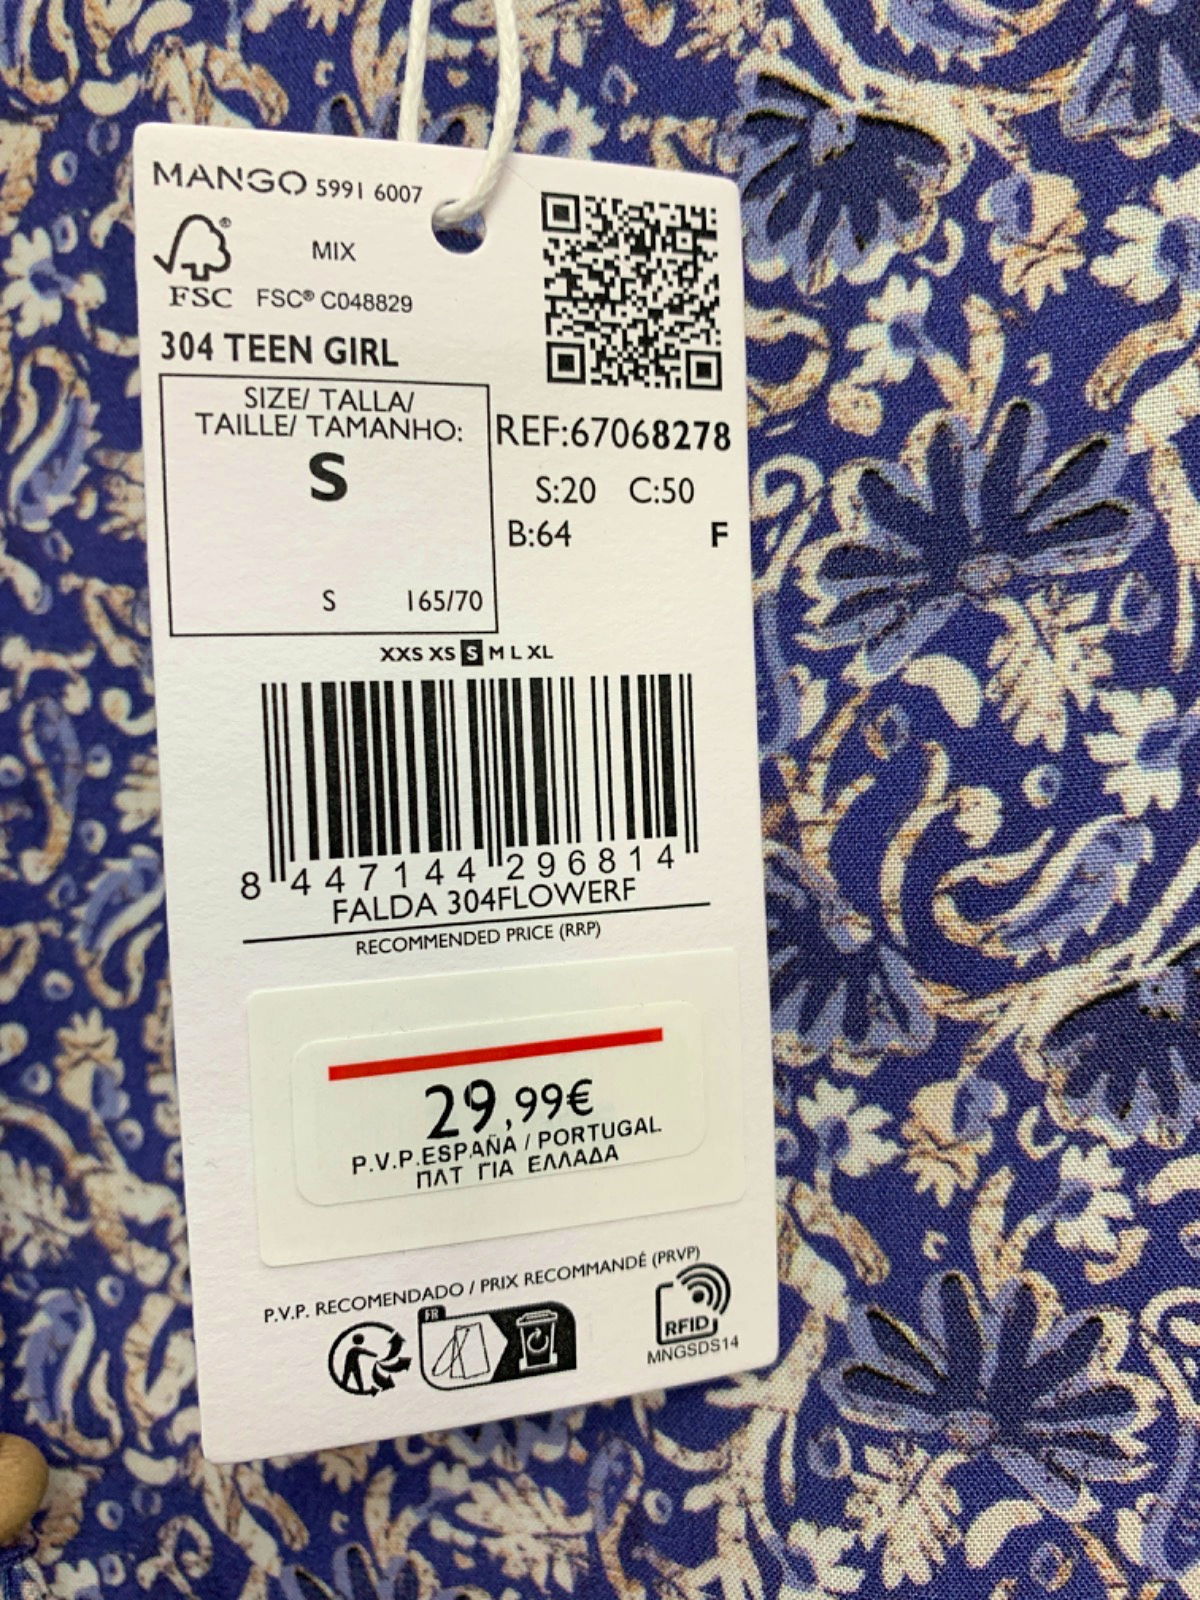 MANGO 5991 6007
FSC®
MIX
FSC® C048829
304 TEEN GIRL
SIZE/ TALLA/
TAILLE/ TAMANHO:
S
S 165/70
REF:67068278
S:20 C:50
B:64 F
XXS XS S M L XL
8 447144 296814
FALDA 304FLOWERF
RECOMMENDED PRICE (RRP)
29,99€
P.V.P.ESPAÑA / PORTUGAL
ΠΛΤ ΓΙΑ ΕΛΛΑΔΑ
P.V.P. RECOMENDADO / PRIX RECOMMANDÉ (PRVP)
FR
RFID
MNGSDS14